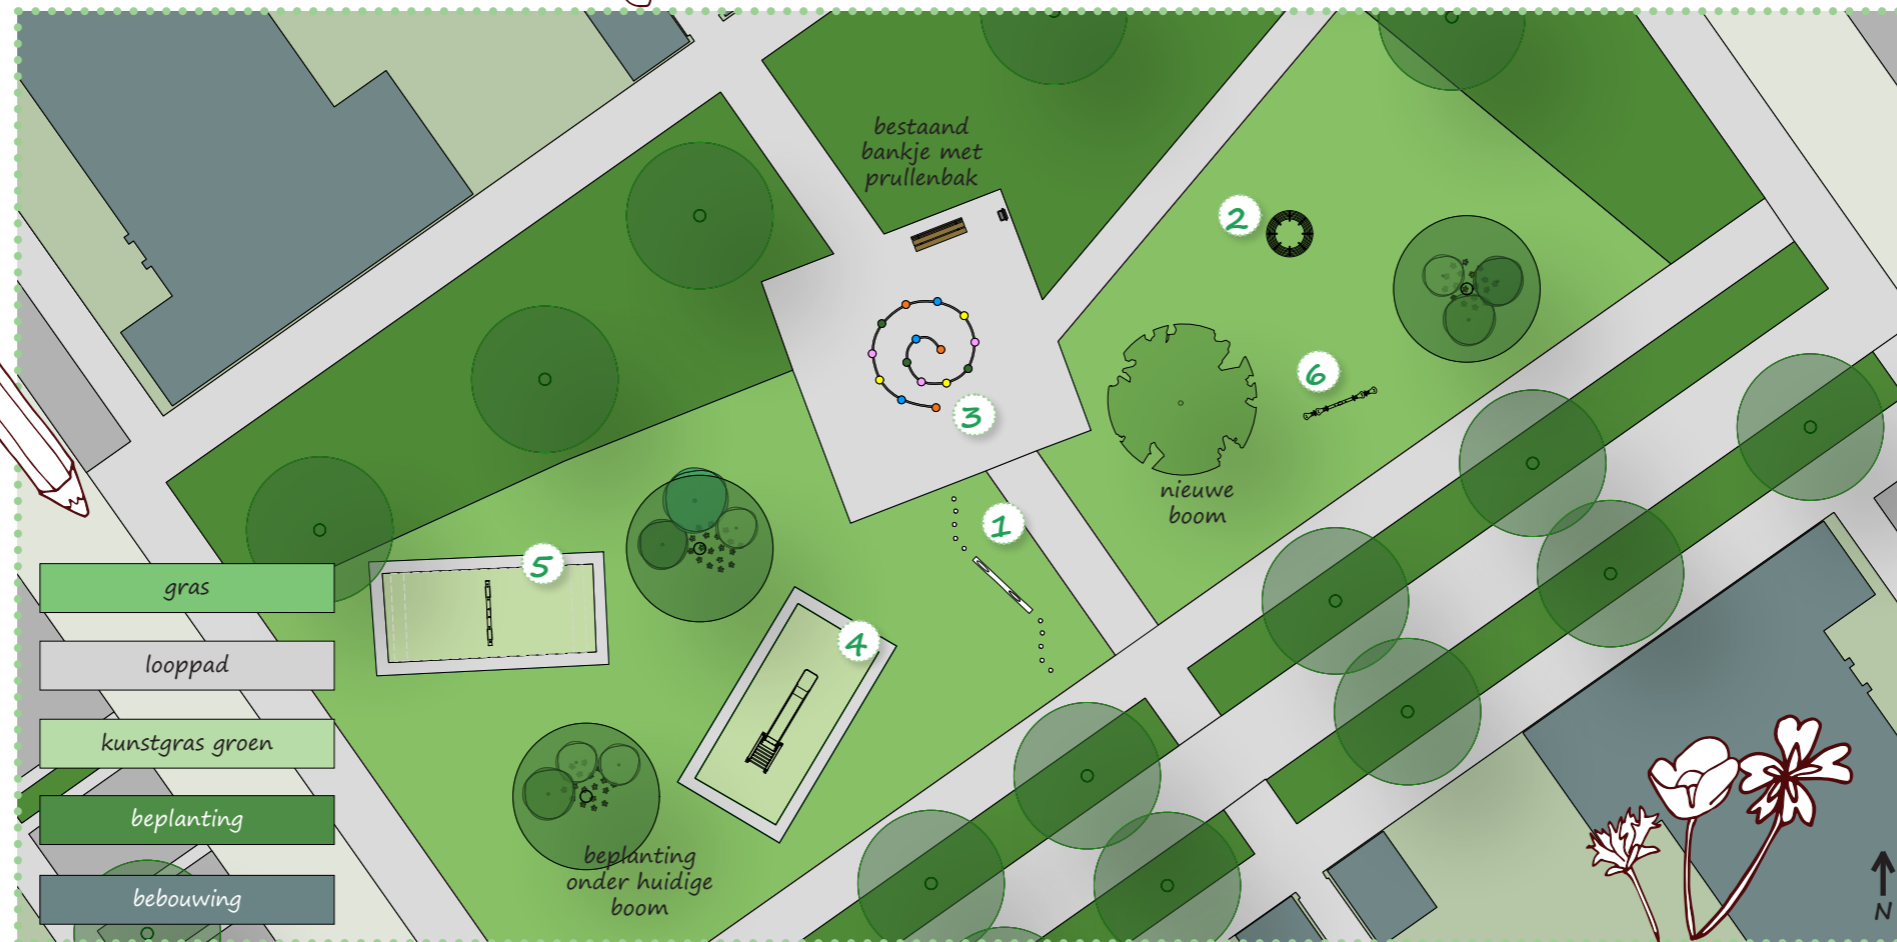 bestaand
bankje met
prullenbak
2
6
3
nieuwe
boom
1
5
4
gras
looppad
kunstgras groen
beplanting
bebouwing
beplanting
onder huidige
boom
N